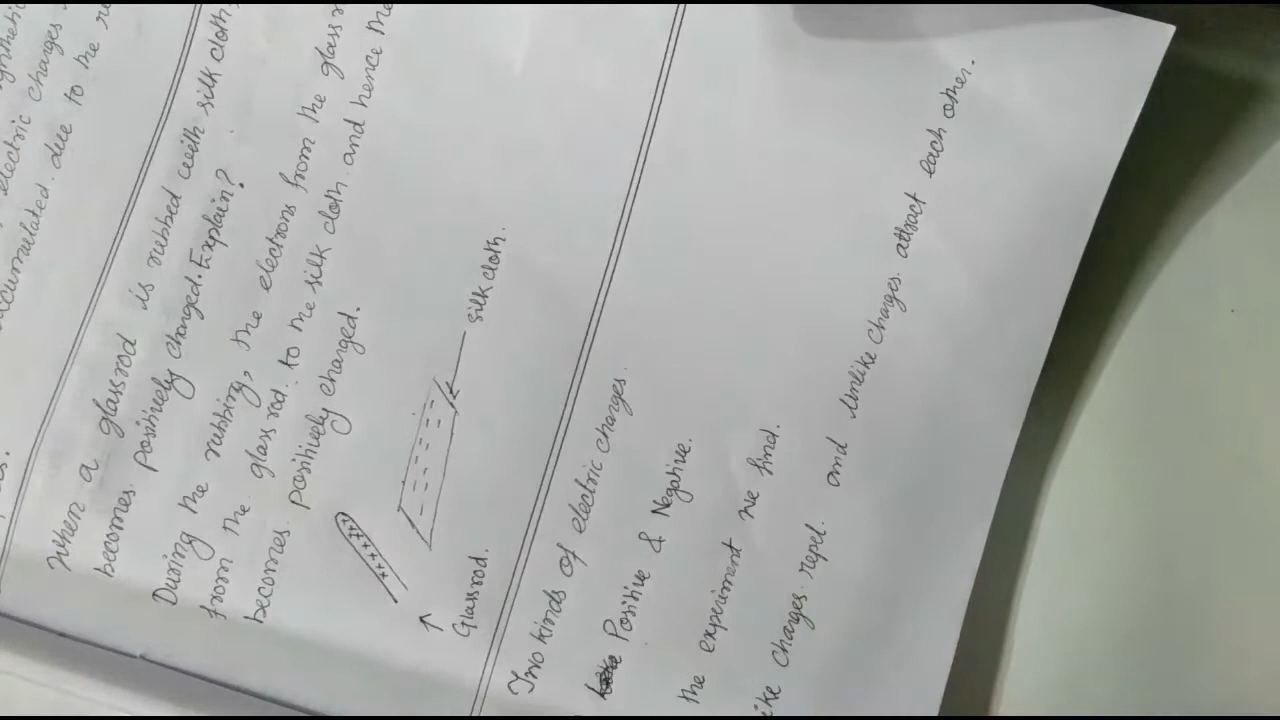 electric charges
accumulated. due to the
When a glassrod is rubbed with silk cloth,
becomes positively charged. Explain?
During the rubbing, the electrons from the glass
from the glass rod. to the silk cloth. and hence the
becomes. positively charged.
silk cloth.
Glassrod.
Two kinds of electric charges.
Positive & Negative.
the experiment we find.
charges. repel. and unlike charges. attract each other.